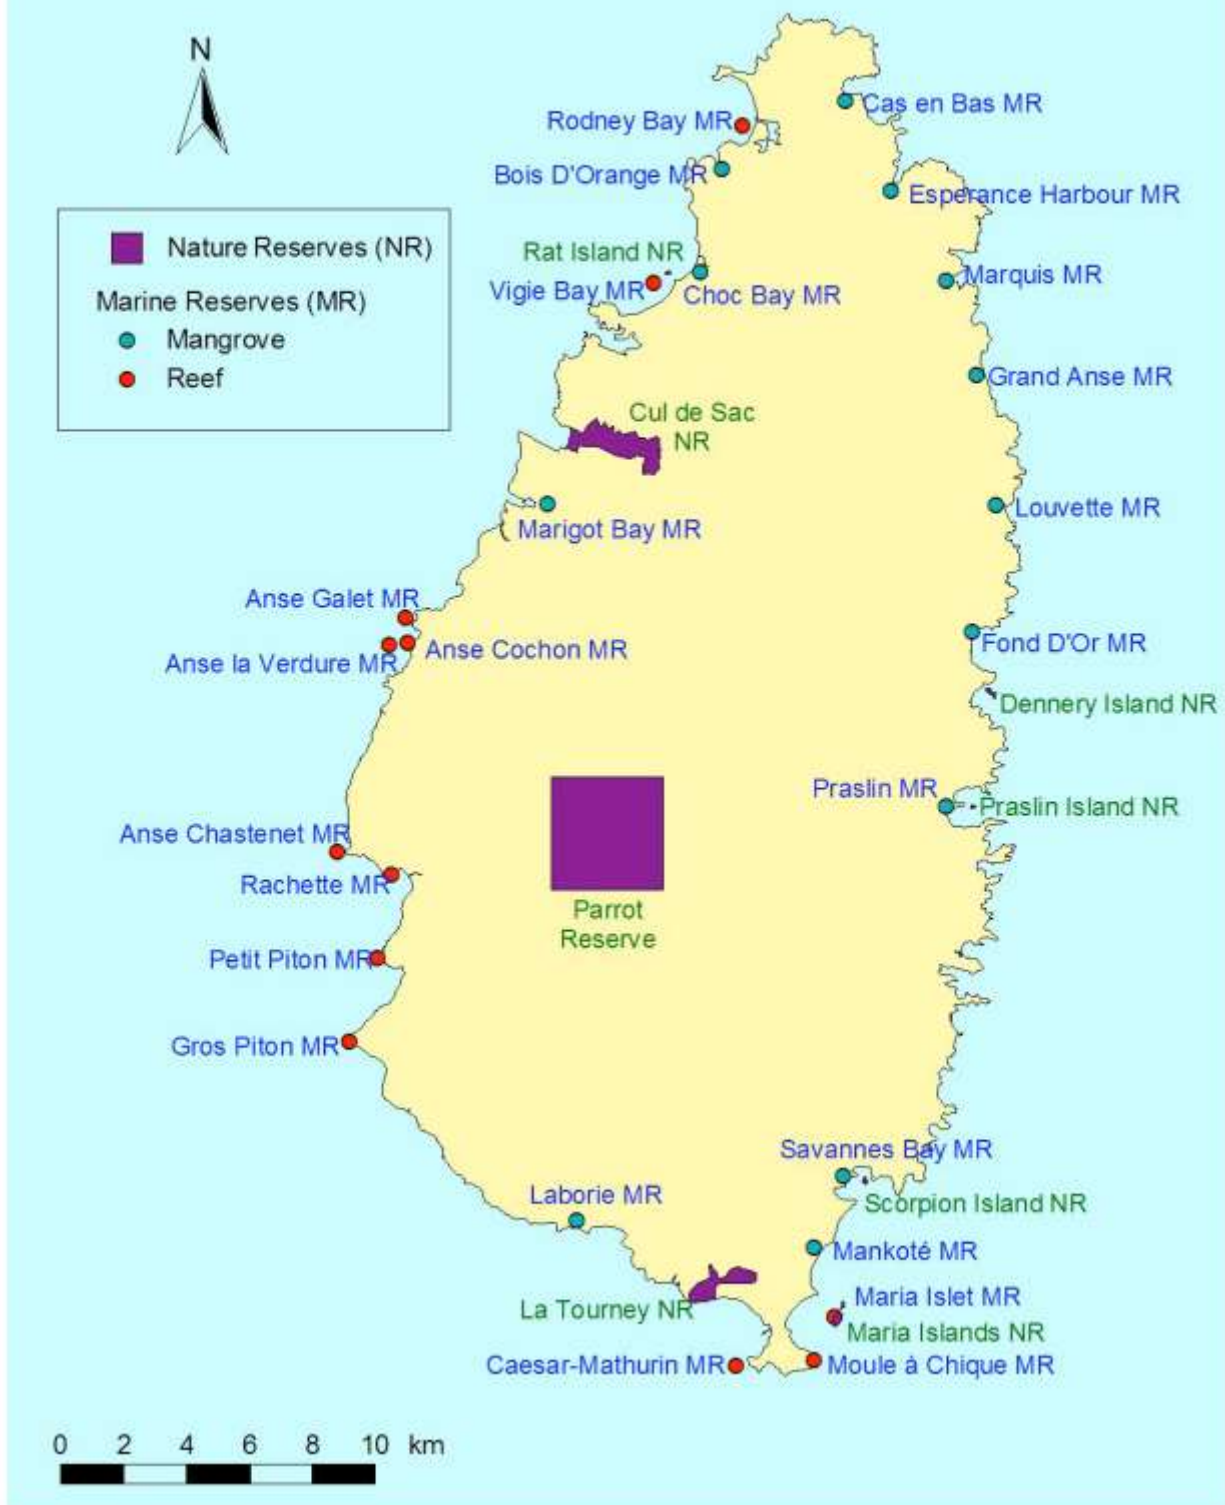 N
Cas en Bas MR
Rodney Bay MR
Bois D'Orange MR
Esperance Harbour MR
Nature Reserves (NR)
Marine Reserves (MR)
Mangrove
Reef
Rat Island NR
Vigie Bay MR
Choc Bay MR
Marquis MR
Grand Anse MR
Cul de Sac
NR
Louvette MR
Marigot Bay MR
Anse Galet MR
Anse Cochon MR
Anse la Verdure MR
Fond D'Or MR
Dennery Island NR
Praslin MR
Praslin Island NR
Anse Chastenet MR
Rachette MR
Parrot
Reserve
Petit Piton MR
Gros Piton MR
Savannes Bay MR
Laborie MR
Scorpion Island NR
Mankoté MR
Maria Islet MR
La Tourney NR
Maria Islands NR
Caesar-Mathurin MR
Moule à Chique MR
0 2 4 6 8 10 km